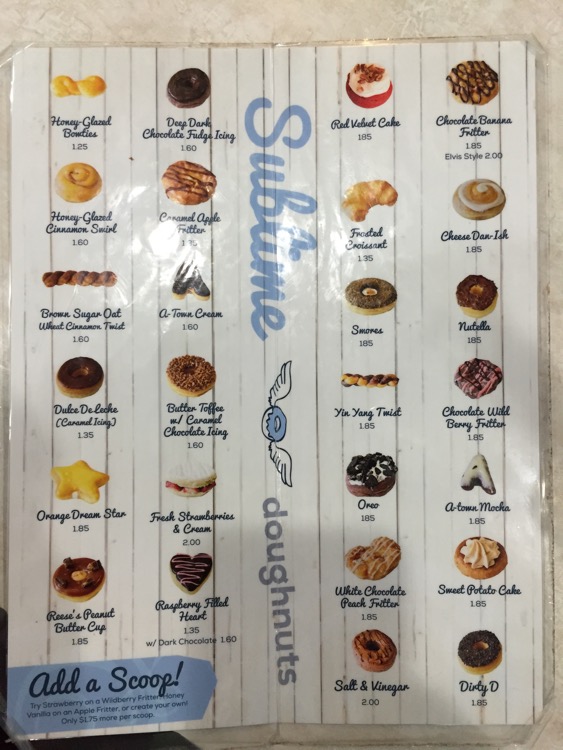 Honey-Glazed
Bowties
1.25
Deep Dark
Chocolate Fudge Icing
1.60
Honey-Glazed
Cinnamon Swirl
1.60
Caramel Apple
Fritter
Brown Sugar Oat
Wheat Cinnamon Twist
1.60
A-Town Cream
1.60
Dulce De Leche
(Caramel Icing)
1.35
Butter Toffee
w/ Caramel
Chocolate Icing
1.60
Orange Dream Star
1.85
Fresh Strawberries
& Cream
2.00
Reese's Peanut
Butter Cup
1.85
Raspberry Filled
Heart
1.35
w/ Dark Chocolate 1.60
Add a Scoop!
Try Strawberry on a Wildberry Fritter, Honey
Vanilla on an Apple Fritter, or create your own!
Only $1.75 more per scoop.
Sublime
doughnuts
Red Velvet Cake
1.85
Chocolate Banana
Fritter
1.85
Elvis Style 2.00
Frosted
Croissant
1.35
Cheese Dan-Ish
1.85
Smores
1.85
Nutella
1.85
Yin Yang Twist
1.85
Chocolate Wild
Berry Fritter
1.85
Oreo
1.85
A-town Mocha
1.85
White Chocolate
Peach Fritter
1.85
Sweet Potato Cake
1.85
Salt & Vinegar
2.00
Dirty D
1.85